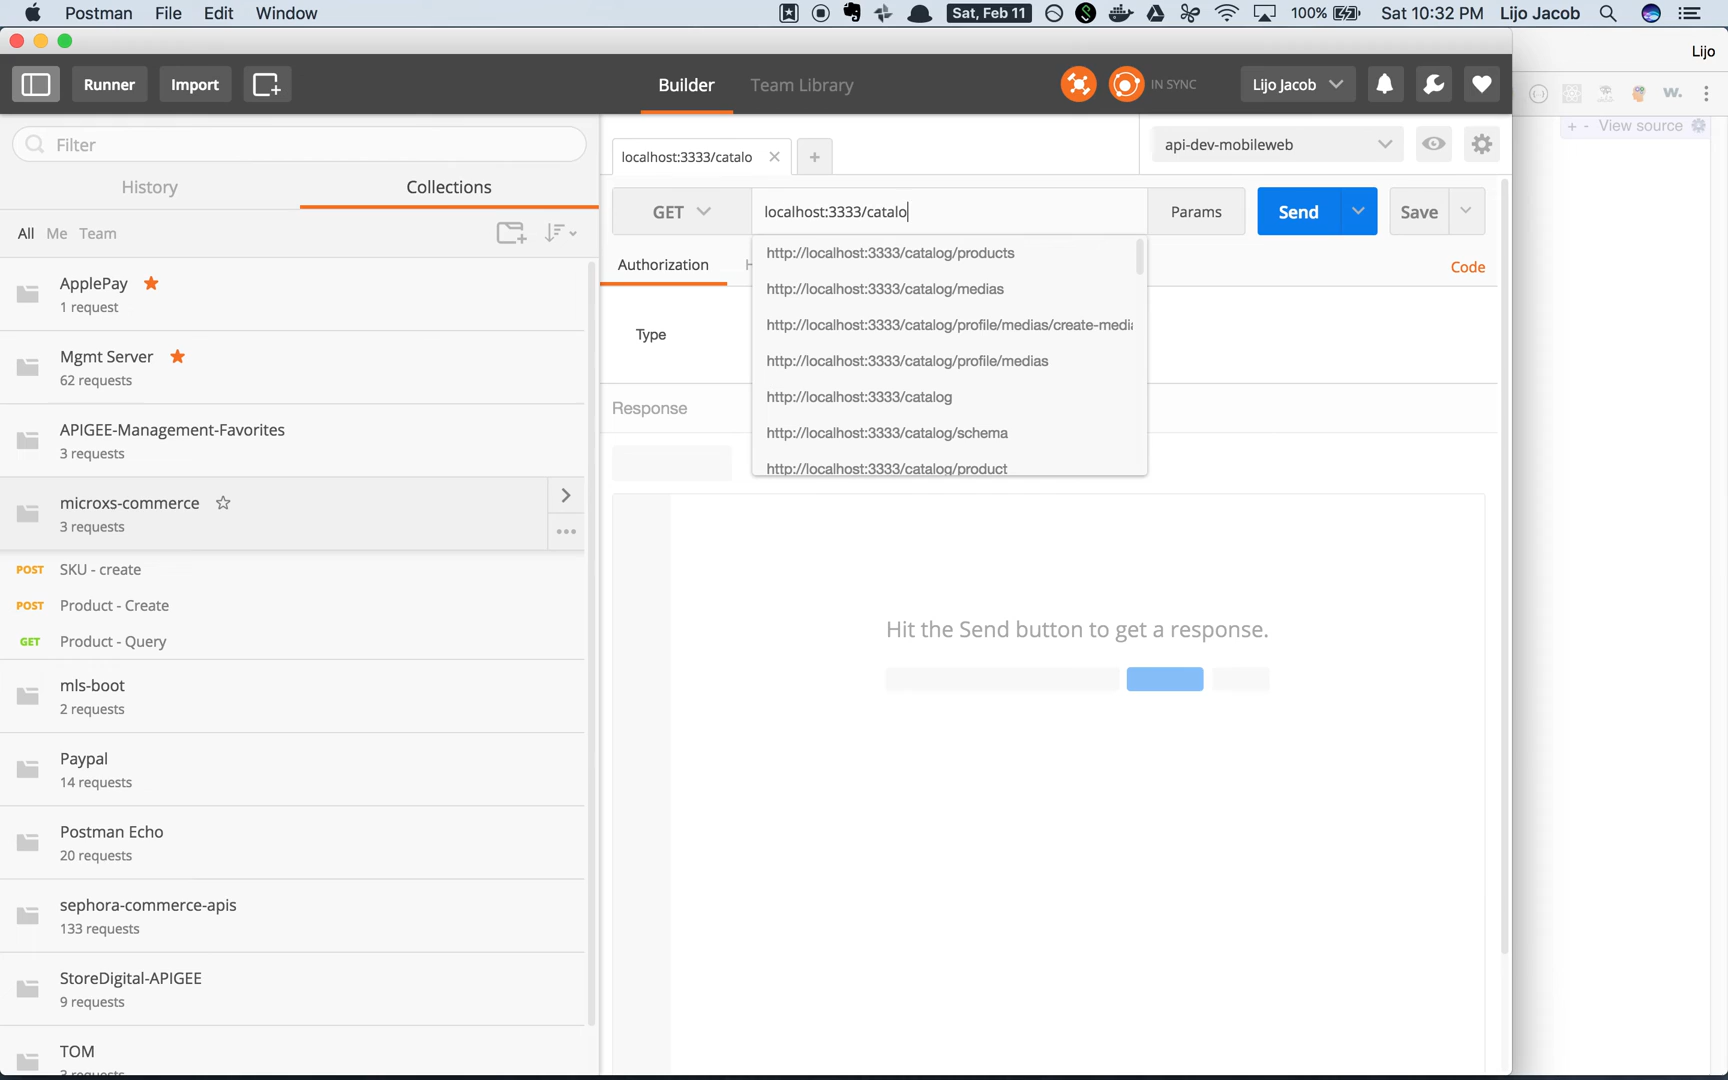 Postman File Edit Window Sat, Feb 11 100% Sat 10:32 PM Lijo Jacob
Lijo
Runner Import Builder Team Library IN SYNC Lijo Jacob
+ - View source
Filter
History Collections
All Me Team
ApplePay
1 request
Mgmt Server
62 requests
APIGEE-Management-Favorites
3 requests
microxs-commerce
3 requests
POST SKU - create
POST Product - Create
GET Product - Query
mls-boot
2 requests
Paypal
14 requests
Postman Echo
20 requests
sephora-commerce-apis
133 requests
StoreDigital-APIGEE
9 requests
TOM
3 requests
localhost:3333/catalo
api-dev-mobileweb
GET localhost:3333/catalo Params Send Save
Authorization H Code
http://localhost:3333/catalog/products
http://localhost:3333/catalog/medias
http://localhost:3333/catalog/profile/medias/create-media
http://localhost:3333/catalog/profile/medias
http://localhost:3333/catalog
http://localhost:3333/catalog/schema
http://localhost:3333/catalog/product
Type
Response
Hit the Send button to get a response.